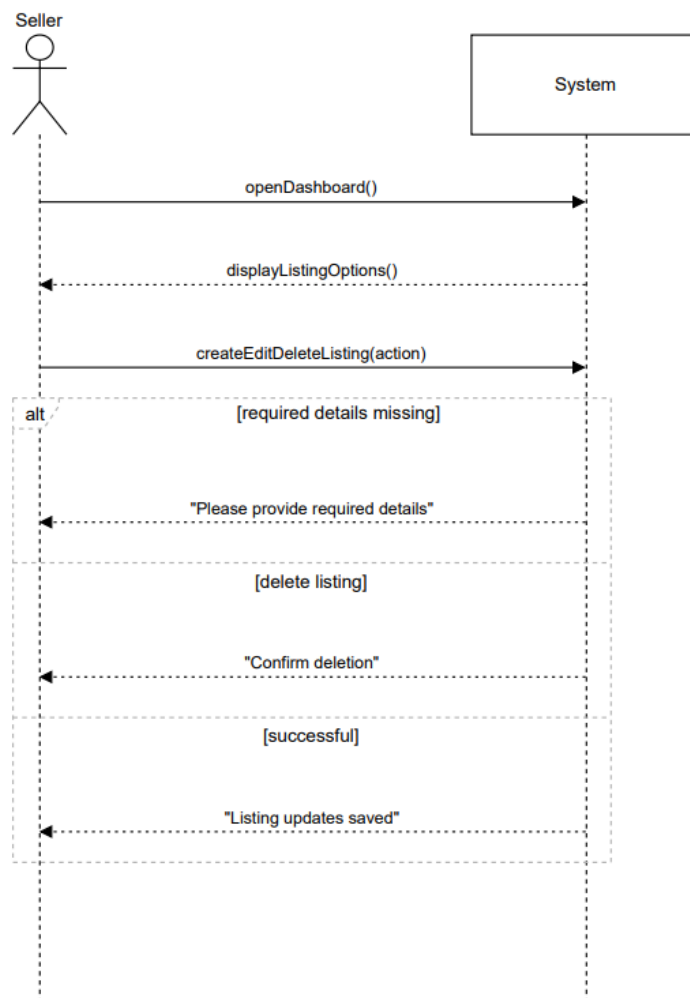 Seller
System
openDashboard()
displayListingOptions()
createEditDeleteListing(action)
alt
[required details missing]
"Please provide required details"
[delete listing]
"Confirm deletion"
[successful]
"Listing updates saved"